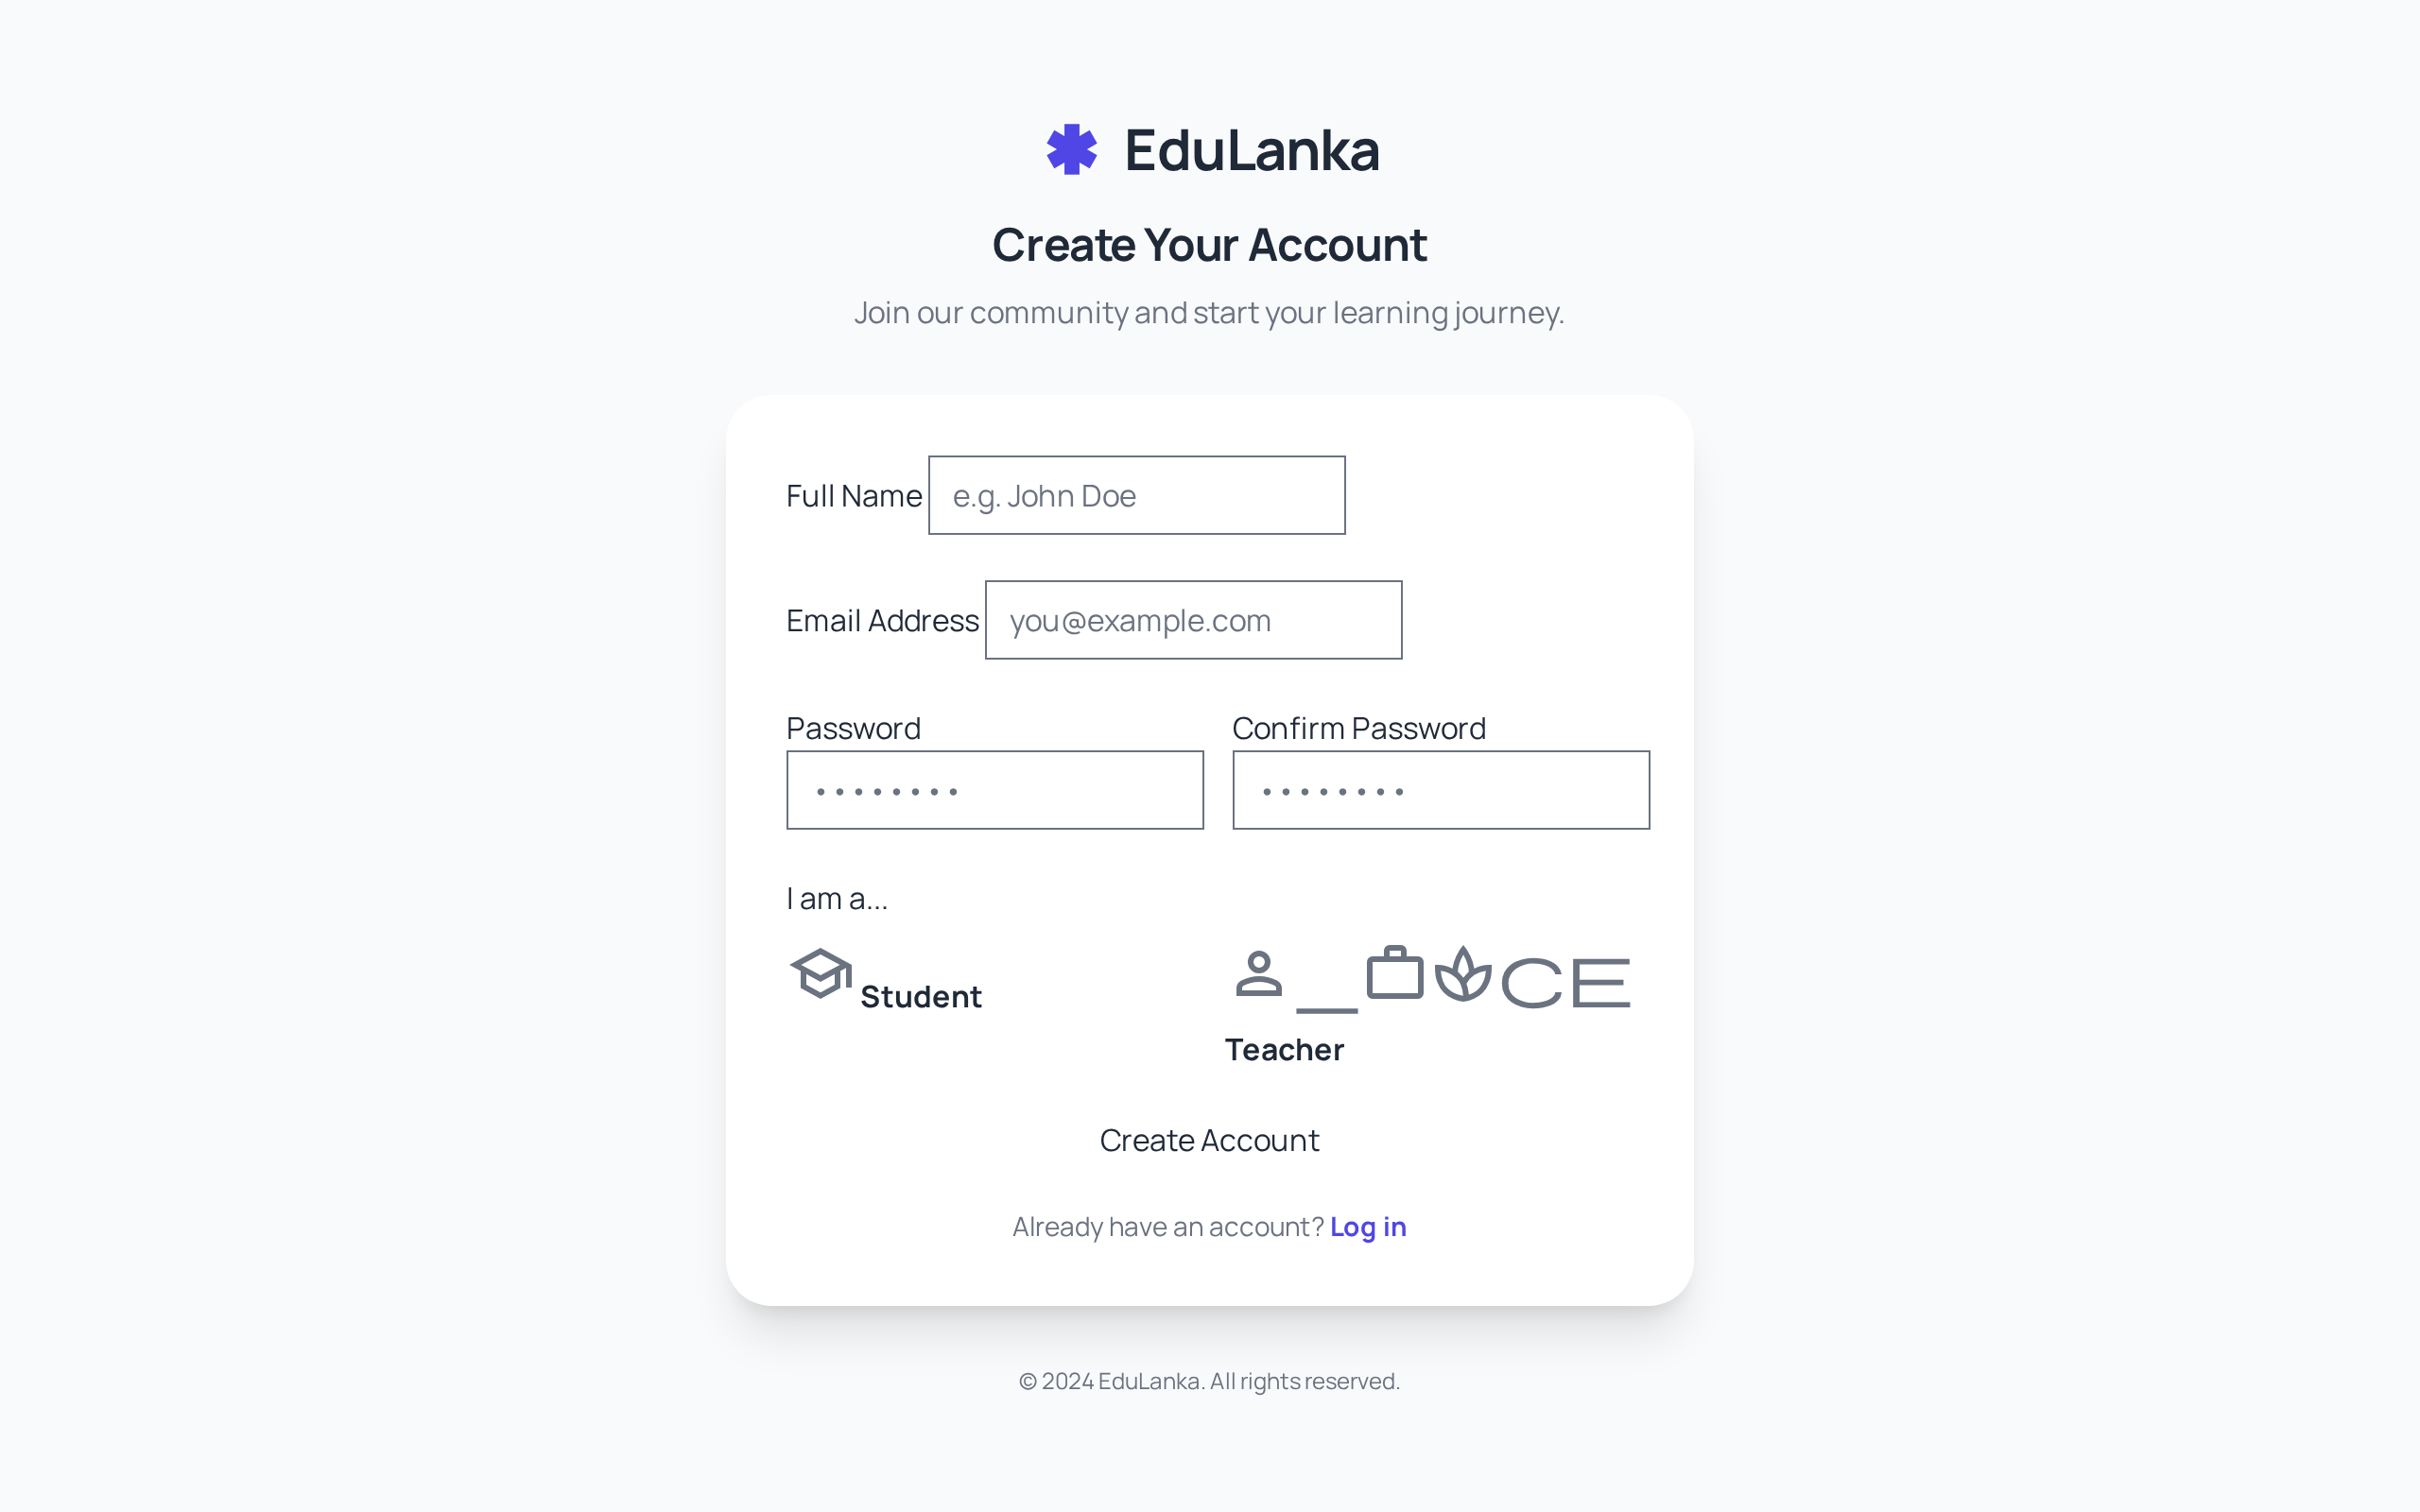 EduLanka
Create Your Account
Join our community and start your learning journey.
Full Name e.g. John Doe
Email Address you@example.com
Password Confirm Password
•••••••• ••••••••
I am a...
Student
_ CE
Teacher
Create Account
Already have an account? Log in
© 2024 EduLanka. All rights reserved.